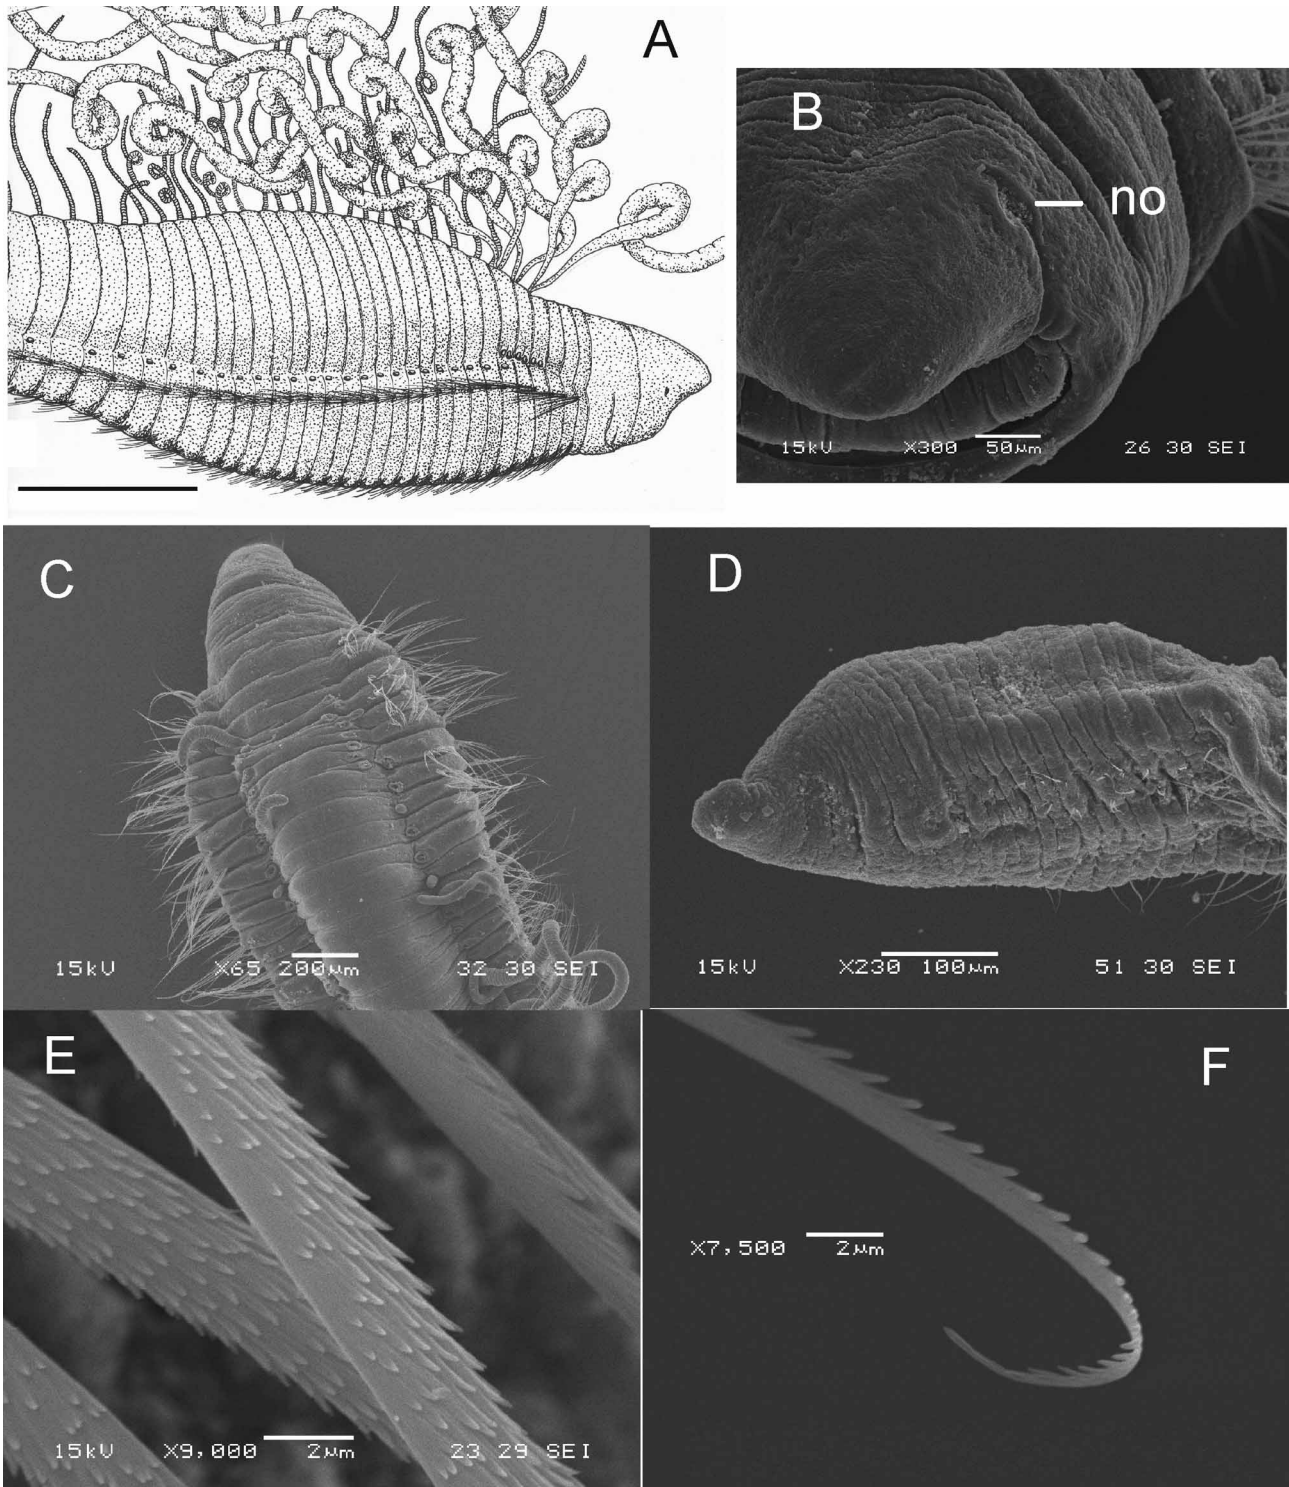 A
B
no
15kV X300 50μm 26 30 SEI
C
15kV X65 200μm 32 30 SEI
D
15kV X230 100μm 51 30 SEI
E
15kV X9,000 2μm 23 29 SEI
F
X7,500 2μm